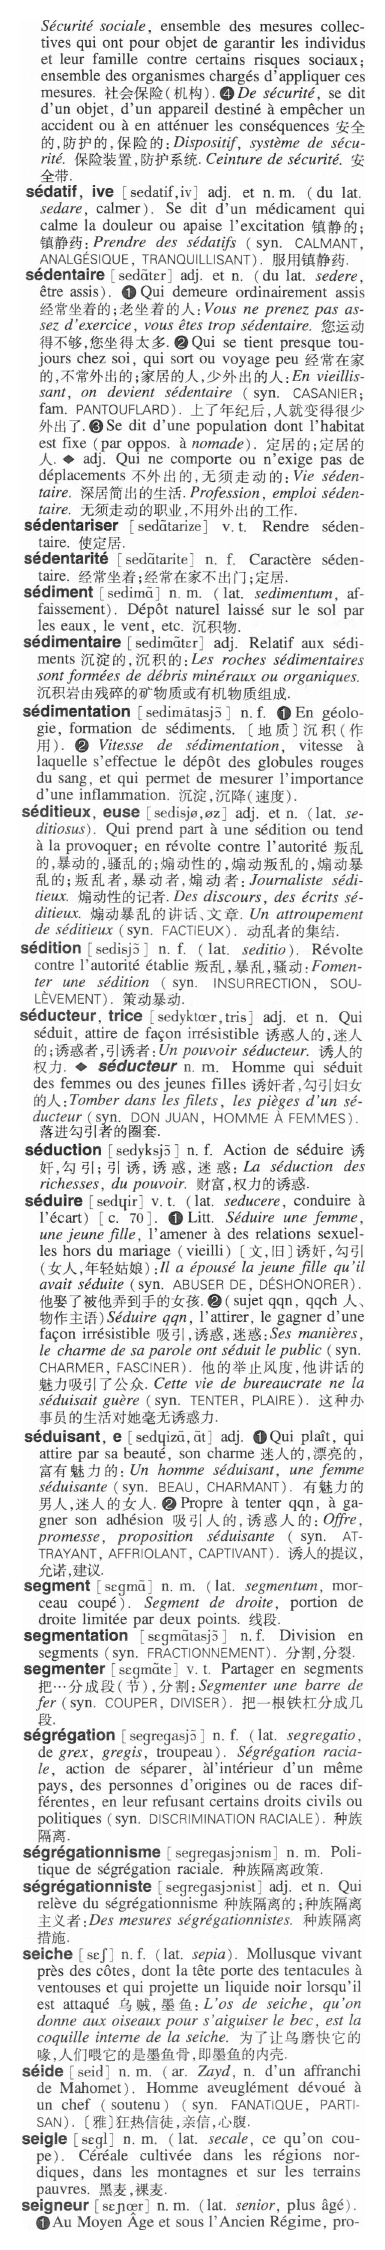 Sécurité sociale, ensemble des mesures collec-
tives qui ont pour objet de garantir les individus
et leur famille contre certains risques sociaux;
ensemble des organismes chargés d'appliquer ces
mesures. 社会保险(机构). ❹ De sécurité, se dit
d'un objet, d'un appareil destiné à empêcher un
accident ou à en atténuer les conséquences 安全
的,防护的,保险的: Dispositif, système de sécu-
rité. 保险装置,防护系统. Ceinture de sécurité. 安
全带.
sédatif, ive [sedatif,iv] adj. et n. m. (du lat.
sedare, calmer). Se dit d'un médicament qui
calme la douleur ou apaise l'excitation 镇静的;
镇静药: Prendre des sédatifs (syn. CALMANT,
ANALGÉSIQUE, TRANQUILLISANT). 服用镇静药.
sédentaire [sedɑ̃tɛr] adj. et n. (du lat. sedere,
être assis). ❶ Qui demeure ordinairement assis
经常坐着的;老坐着的人: Vous ne prenez pas as-
sez d'exercice, vous êtes trop sédentaire. 您运动
得不够,您坐得太多. ❷ Qui se tient presque tou-
jours chez soi, qui sort ou voyage peu 经常在家
的,不常外出的;家居的人,少外出的人: En vieillis-
sant, on devient sédentaire (syn. CASANIER;
fam. PANTOUFLARD). 上了年纪后,人就变得很少
外出了. ❸ Se dit d'une population dont l'habitat
est fixe (par oppos. à nomade). 定居的;定居的
人. ◆ adj. Qui ne comporte ou n'exige pas de
déplacements 不外出的,无须走动的: Vie séden-
taire. 深居简出的生活. Profession, emploi séden-
taire. 无须走动的职业,不用外出的工作.
sédentariser [sedɑ̃tarize] v. t. Rendre séden-
taire. 使定居.
sédentarité [sedɑ̃tarite] n. f. Caractère séden-
taire. 经常坐着;经常在家不出门;定居.
sédiment [sedimɑ̃] n. m. (lat. sedimentum, af-
faissement). Dépôt naturel laissé sur le sol par
les eaux, le vent, etc. 沉积物.
sédimentaire [sedimɑ̃tɛr] adj. Relatif aux sédi-
ments 沉淀的,沉积的: Les roches sédimentaires
sont formées de débris minéraux ou organiques.
沉积岩由残碎的矿物质或有机物质组成.
sédimentation [sedimɑ̃tasjɔ̃] n. f. ❶ En géolo-
gie, formation de sédiments. 〔地质〕沉积(作
用). ❷ Vitesse de sédimentation, vitesse à
laquelle s'effectue le dépôt des globules rouges
du sang, et qui permet de mesurer l'importance
d'une inflammation. 沉淀,沉降(速度).
séditieux, euse [sedisjø,øz] adj. et n. (lat. se-
ditiosus). Qui prend part à une sédition ou tend
à la provoquer; en révolte contre l'autorité 叛乱
的,暴动的,骚乱的;煽动性的,煽动叛乱的,煽动暴
乱的;叛乱者,暴动者,煽动者: Journaliste sédi-
tieux. 煽动性的记者. Des discours, des écrits sé-
ditieux. 煽动暴乱的讲话、文章. Un attroupement
de séditieux (syn. FACTIEUX). 动乱者的集结.
sédition [sedisjɔ̃] n. f. (lat. seditio). Révolte
contre l'autorité établie 叛乱,暴乱,骚动: Fomen-
ter une sédition (syn. INSURRECTION, SOU-
LÈVEMENT). 策动暴动.
séducteur, trice [sedyktœr,tris] adj. et n. Qui
séduit, attire de façon irrésistible 诱惑人的,迷人
的;诱惑者,引诱者: Un pouvoir séducteur. 诱人的
权力. ◆ séducteur n. m. Homme qui séduit
des femmes ou des jeunes filles 诱奸者,勾引妇女
的人: Tomber dans les filets, les pièges d'un sé-
ducteur (syn. DON JUAN, HOMME À FEMMES).
落进勾引者的圈套.
séduction [sedyksjɔ̃] n. f. Action de séduire 诱
奸,勾引;引诱,诱惑,迷惑: La séduction des
richesses, du pouvoir. 财富,权力的诱惑.
séduire [sedɥir] v. t. (lat. seducere, conduire à
l'écart) [c. 70]. ❶ Litt. Séduire une femme,
une jeune fille, l'amener à des relations sexuel-
les hors du mariage (vieilli) 〔文,旧〕诱奸,勾引
(女人,年轻姑娘): Il a épousé la jeune fille qu'il
avait séduite (syn. ABUSER DE, DÉSHONORER).
他娶了被他弄到手的女孩. ❷ (sujet qqn, qqch 人、
物作主语) Séduire qqn, l'attirer, le gagner d'une
façon irrésistible 吸引,诱惑,迷惑: Ses manières,
le charme de sa parole ont séduit le public (syn.
CHARMER, FASCINER). 他的举止风度,他讲话的
魅力吸引了公众. Cette vie de bureaucrate ne la
séduisait guère (syn. TENTER, PLAIRE). 这种办
事员的生活对她毫无诱惑力.
séduisant, e [sedɥizɑ̃,ɑ̃t] adj. ❶ Qui plaît, qui
attire par sa beauté, son charme 迷人的,漂亮的,
富有魅力的: Un homme séduisant, une femme
séduisante (syn. BEAU, CHARMANT). 有魅力的
男人,迷人的女人. ❷ Propre à tenter qqn, à ga-
gner son adhésion 吸引人的,诱惑人的: Offre,
promesse, proposition séduisante ( syn. AT-
TRAYANT, AFFRIOLANT, CAPTIVANT). 诱人的提议,
允诺,建议.
segment [sɛgmɑ̃] n. m. (lat. segmentum, mor-
ceau coupé). Segment de droite, portion de
droite limitée par deux points. 线段.
segmentation [sɛgmɑ̃tasjɔ̃] n. f. Division en
segments (syn. FRACTIONNEMENT). 分割,分裂.
segmenter [sɛgmɑ̃te] v. t. Partager en segments
把…分成段(节),分割: Segmenter une barre de
fer (syn. COUPER, DIVISER). 把一根铁杠分成几
段.
ségrégation [segregasjɔ̃] n. f. (lat. segregatio,
de grex, gregis, troupeau). Ségrégation racia-
le, action de séparer, àl'intérieur d'un même
pays, des personnes d'origines ou de races dif-
férentes, en leur refusant certains droits civils ou
politiques (syn. DISCRIMINATION RACIALE). 种族
隔离.
ségrégationnisme [segregasjɔnism] n. m. Poli-
tique de ségrégation raciale. 种族隔离政策.
ségrégationniste [segregasjɔnist] adj. et n. Qui
relève du ségrégationnisme 种族隔离的;种族隔离
主义者: Des mesures ségrégationnistes. 种族隔离
措施.
seiche [sɛʃ] n. f. (lat. sepia). Mollusque vivant
près des côtes, dont la tête porte des tentacules à
ventouses et qui projette un liquide noir lorsqu'il
est attaqué 乌贼,墨鱼: L'os de seiche, qu'on
donne aux oiseaux pour s'aiguiser le bec, est la
coquille interne de la seiche. 为了让鸟磨快它的
喙,人们喂它的是墨鱼骨,即墨鱼的内壳.
séide [seid] n. m. (ar. Zayd, n. d'un affranchi
de Mahomet). Homme aveuglément dévoué à
un chef (soutenu) (syn. FANATIQUE, PARTI-
SAN). 〔雅〕狂热信徒,亲信,心腹.
seigle [sɛgl] n. m. (lat. secale, ce qu'on cou-
pe). Céréale cultivée dans les régions nor-
diques, dans les montagnes et sur les terrains
pauvres. 黑麦,裸麦.
seigneur [sɛɲœr] n. m. (lat. senior, plus âgé).
❶ Au Moyen Âge et sous l'Ancien Régime, pro-